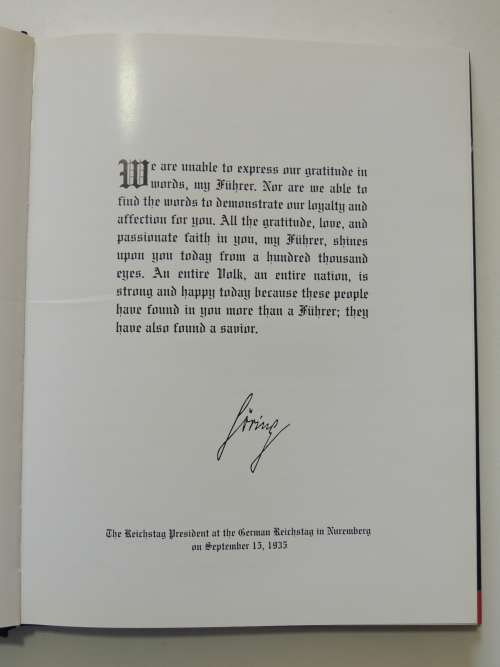 We are unable to express our gratitude in
words, my Führer. Nor are we able to
find the words to demonstrate our loyalty and
affection for you. All the gratitude, love, and
passionate faith in you, my Führer, shines
upon you today from a hundred thousand
eyes. An entire Volk, an entire nation, is
strong and happy today because these people
have found in you more than a Führer; they
have also found a savior.
Göring
The Reichstag President at the German Reichstag in Nuremberg
on September 15, 1935